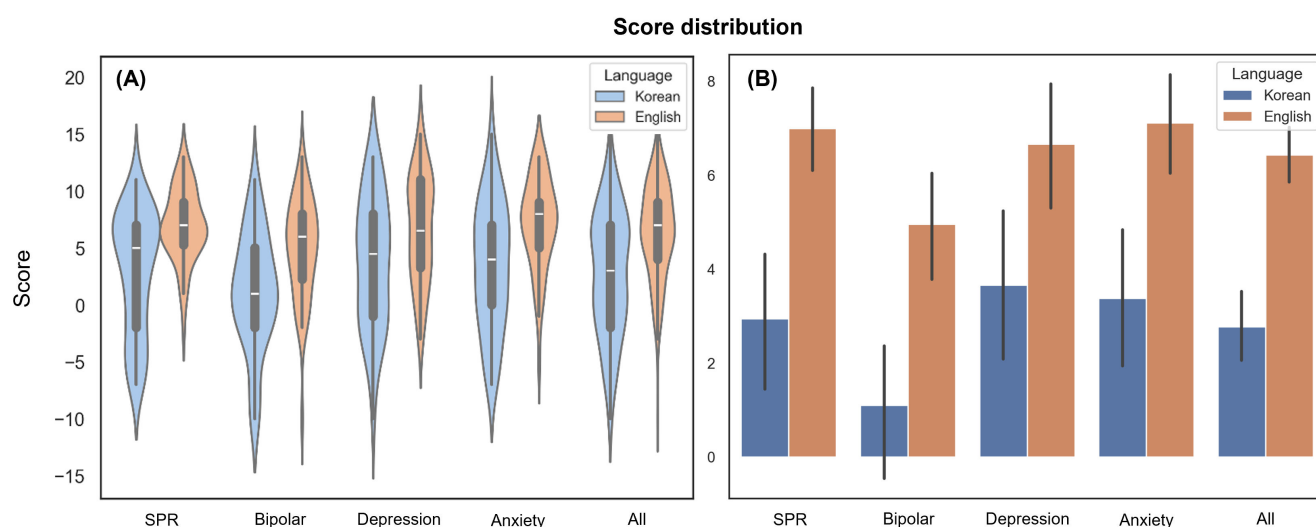 Score distribution
(A)
Language
Korean
English
Score
20
15
10
5
0
−5
−10
−15
SPR
Bipolar
Depression
Anxiety
All
(B)
Language
Korean
English
8
6
4
2
0
SPR
Bipolar
Depression
Anxiety
All